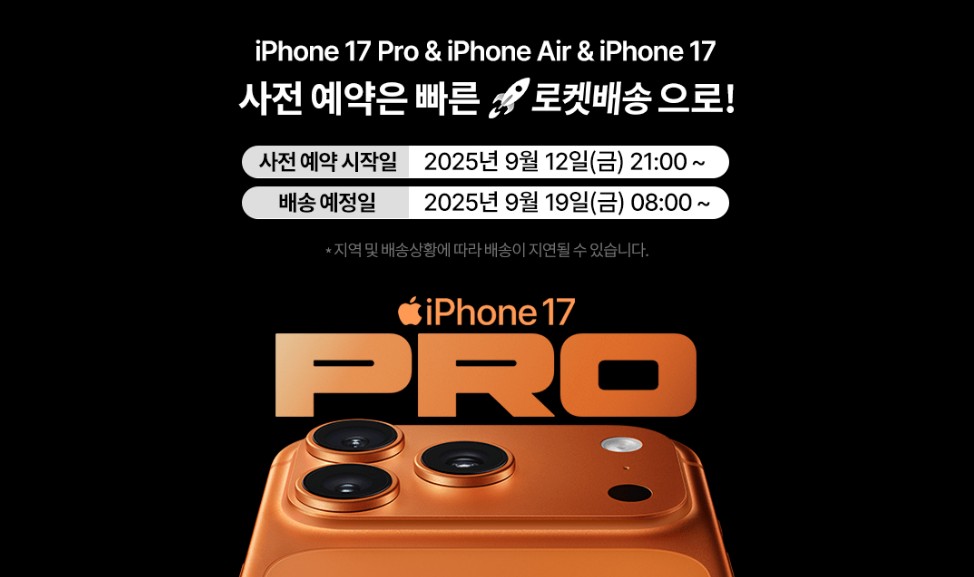 iPhone 17 Pro & iPhone Air & iPhone 17
사전 예약은 빠른 로켓배송 으로!
사전 예약 시작일 2025년 9월 12일(금) 21:00 ~
배송 예정일 2025년 9월 19일(금) 08:00 ~
* 지역 및 배송상황에 따라 배송이 지연될 수 있습니다.
iPhone 17
PRO